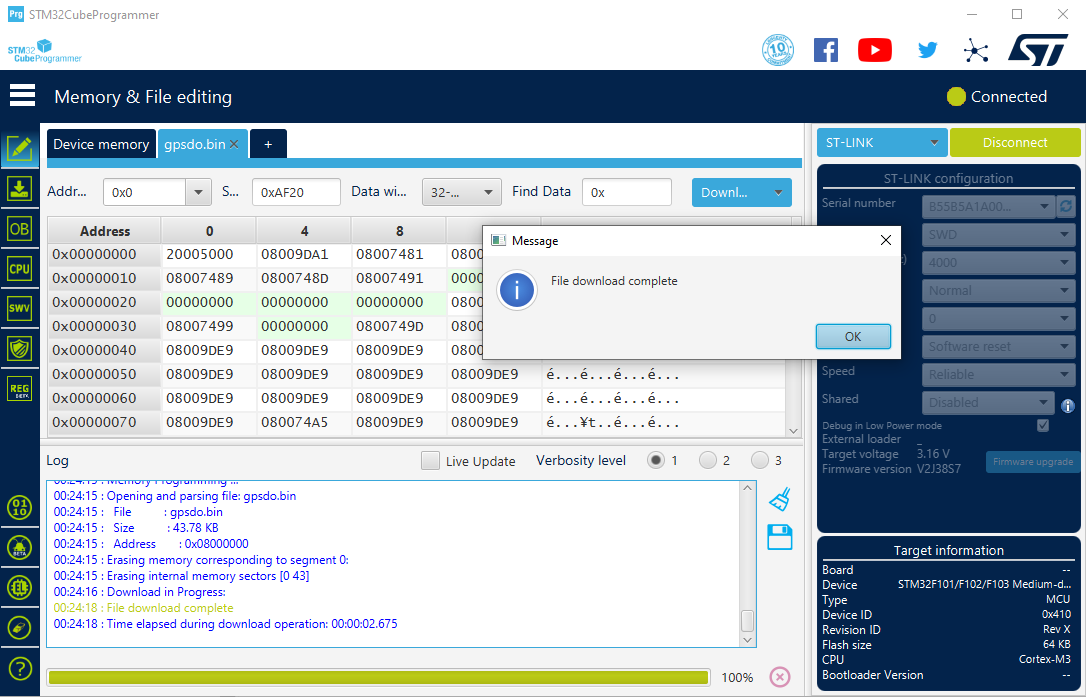 Prg STM32CubeProgrammer
STM32
CubeProgrammer
10 YEARS
Memory & File editing
Connected
Device memory
gpsdo.bin
+
ST-LINK
Disconnect
Addr...
0x0
S...
0xAF20
Data wi...
32-...
Find Data
0x
Downl...
ST-LINK configuration
Serial number
B55B5A1A00...
SWD
4000
Normal
0
Software reset
Speed
Reliable
Shared
Disabled
Debug in Low Power mode
External loader
_
Target voltage
3.16 V
Firmware version
V2J38S7
Firmware upgrade
OB
CPU
SWV
REG
BETA
Address 0 4 8
0x00000000 20005000 08009DA1 08007481 0800
0x00000010 08007489 0800748D 08007491 0000
0x00000020 00000000 00000000 00000000 0800
0x00000030 08007499 00000000 0800749D 0800
0x00000040 08009DE9 08009DE9 08009DE9 0800
0x00000050 08009DE9 08009DE9 08009DE9 08009DE9 é...é...é...é...
0x00000060 08009DE9 08009DE9 08009DE9 08009DE9 é...é...é...é...
0x00000070 08009DE9 080074A5 08009DE9 08009DE9 é...¥t..é...é...
Message
File download complete
OK
Log
Live Update
Verbosity level
1
2
3
00:24:15 : Memory Programming ...
00:24:15 : Opening and parsing file: gpsdo.bin
00:24:15 : File : gpsdo.bin
00:24:15 : Size : 43.78 KB
00:24:15 : Address : 0x08000000
00:24:15 : Erasing memory corresponding to segment 0:
00:24:15 : Erasing internal memory sectors [0 43]
00:24:16 : Download in Progress:
00:24:18 : File download complete
00:24:18 : Time elapsed during download operation: 00:00:02.675
100%
01
10
BETA
?
Target information
Board --
Device STM32F101/F102/F103 Medium-d...
Type MCU
Device ID 0x410
Revision ID Rev X
Flash size 64 KB
CPU Cortex-M3
Bootloader Version --